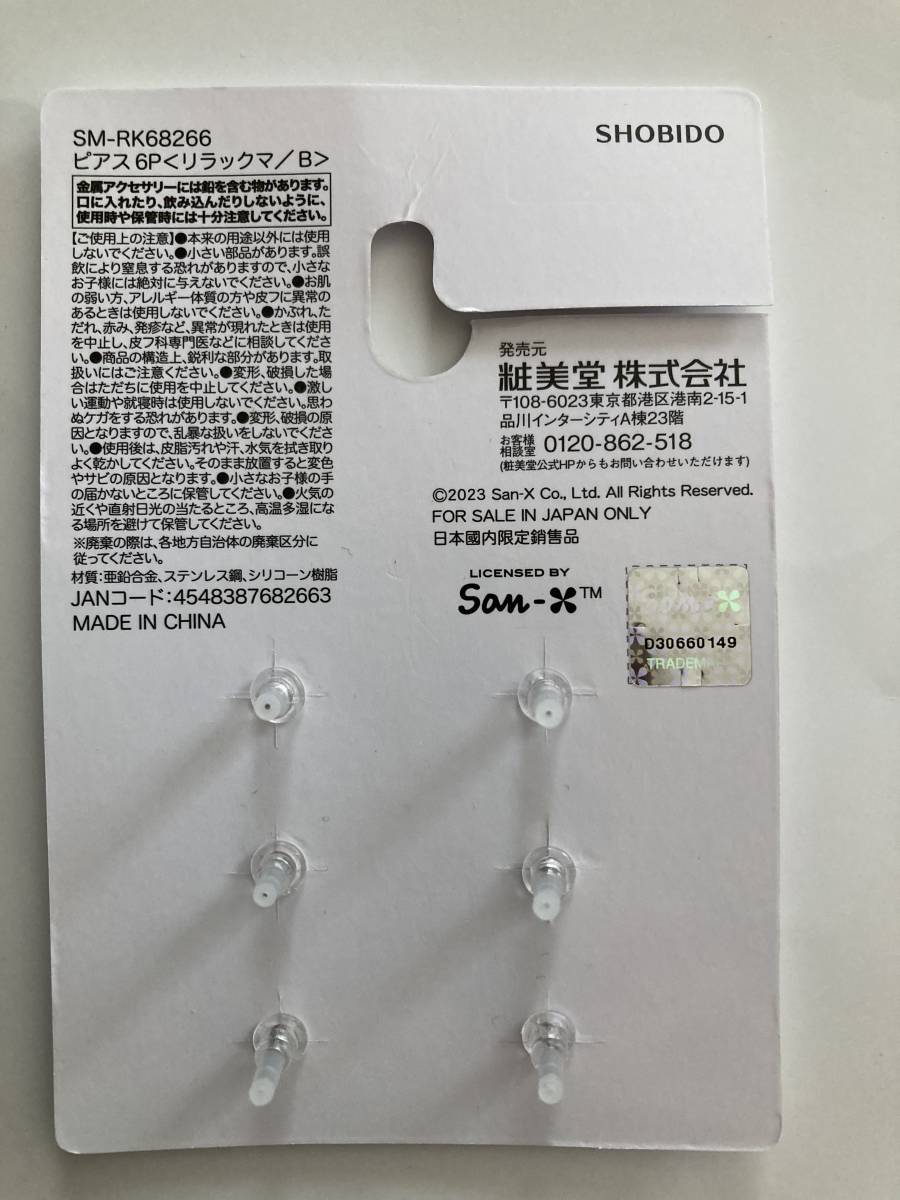 SM-RK68266
ピアス6P<リラックマ/B>
金属アクセサリーには鉛を含む物があります。
口に入れたり、飲み込んだりしないように、
使用時や保管時には十分注意してください。
【ご使用上の注意】●本来の用途以外には使用
しないでください。●小さい部品があります。誤
飲により窒息する恐れがありますので、小さな
お子様には絶対に与えないでください。●お肌
の弱い方、アレルギー体質の方や皮フに異常の
あるときは使用しないでください。●かぶれ、た
だれ、赤み、発疹など、異常が現れたときは使用
を中止し、皮フ科専門医などに相談してくださ
い。●商品の構造上、鋭利な部分があります。取
扱いにはご注意ください。●変形、破損した場
合はただちに使用を中止してください。●激し
い運動や就寝時は使用しないでください。思わ
ぬケガをする恐れがあります。●変形、破損の原
因となりますので、乱暴な扱いをしないでくださ
い。●使用後は、皮脂汚れや汗、水気を拭き取り
よく乾かしてください。そのまま放置すると変色
やサビの原因となります。●小さなお子様の手
の届かないところに保管してください。●火気の
近くや直射日光の当たるところ、高温多湿にな
る場所を避けて保管してください。
※廃棄の際は、各地方自治体の廃棄区分に
従ってください。
材質:亜鉛合金、ステンレス鋼、シリコーン樹脂
JANコード:4548387682663
MADE IN CHINA
SHOBIDO
発売元
粧美堂 株式会社
〒108-6023東京都港区港南2-15-1
品川インターシティA棟23階
お客様
相談室 0120-862-518
(粧美堂公式HPからもお問い合わせいただけます)
©2023 San-X Co., Ltd. All Rights Reserved.
FOR SALE IN JAPAN ONLY
日本國内限定銷售品
LICENSED BY
San-X™
D30660149